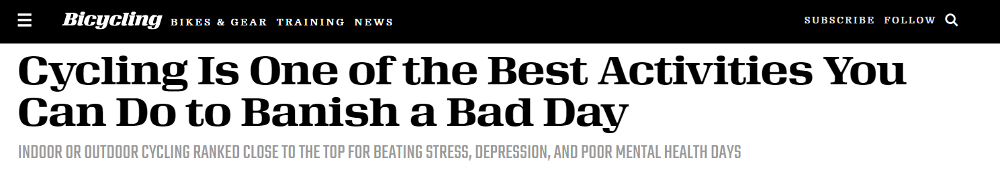 Bicycling BIKES & GEAR TRAINING NEWS SUBSCRIBE FOLLOW
Cycling Is One of the Best Activities You
Can Do to Banish a Bad Day
INDOOR OR OUTDOOR CYCLING RANKED CLOSE TO THE TOP FOR BEATING STRESS, DEPRESSION, AND POOR MENTAL HEALTH DAYS